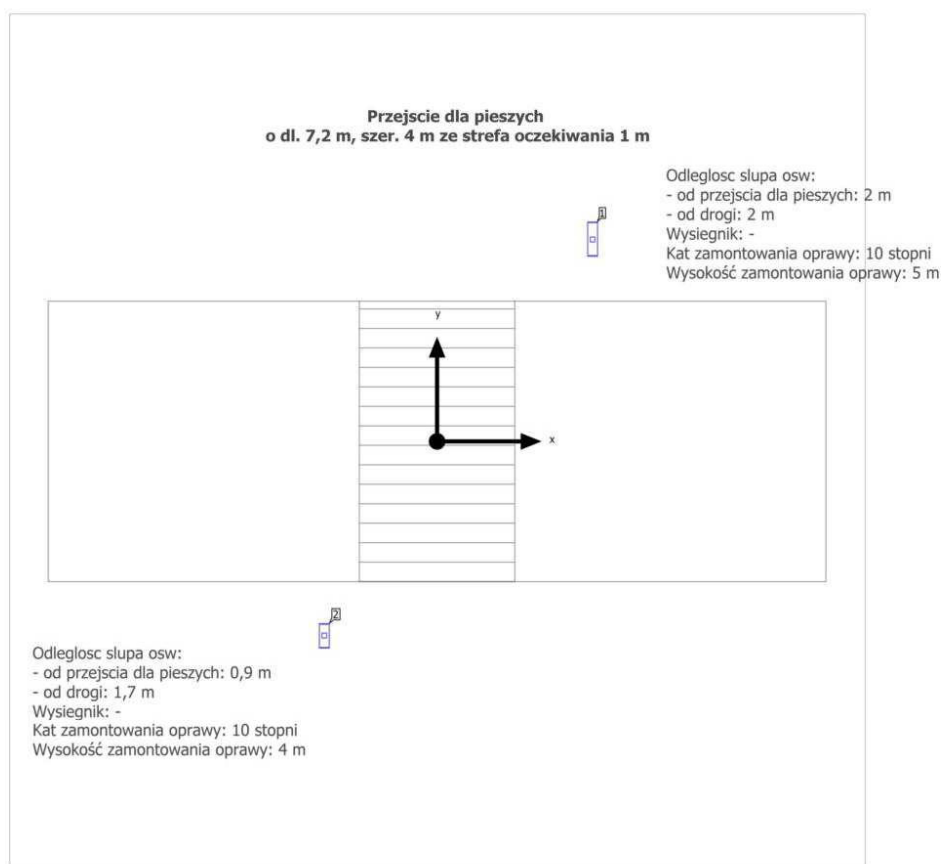 Przejscie dla pieszych
o dl. 7,2 m, szer. 4 m ze strefa oczekiwania 1 m
Odleglosc slupa osw:
- od przejscia dla pieszych: 2 m
- od drogi: 2 m
Wysiegnik: -
Kat zamontowania oprawy: 10 stopni
Wysokość zamontowania oprawy: 5 m
1
y
x
2
Odleglosc slupa osw:
- od przejscia dla pieszych: 0,9 m
- od drogi: 1,7 m
Wysiegnik: -
Kat zamontowania oprawy: 10 stopni
Wysokość zamontowania oprawy: 4 m